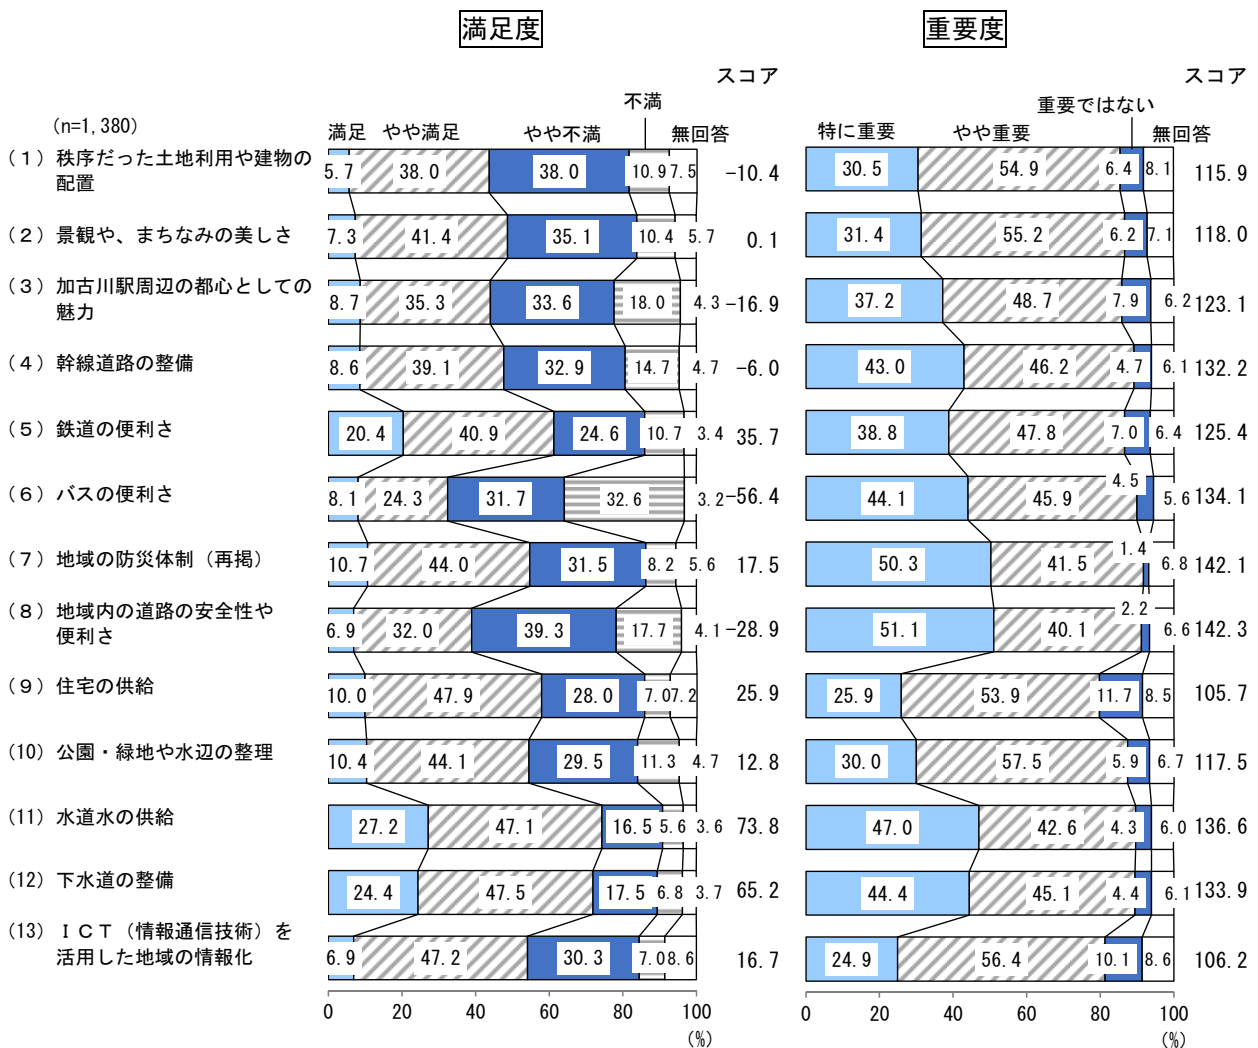 満足度
重要度
スコア
スコア
不満
重要ではない
(n=1,380)
満足 やや満足 やや不満 無回答
特に重要 やや重要 無回答
(1) 秩序だった土地利用や建物の
配置
5.7 38.0 38.0 10.9 7.5 -10.4 30.5 54.9 6.4 8.1 115.9
(2) 景観や、まちなみの美しさ 7.3 41.4 35.1 10.4 5.7 0.1 31.4 55.2 6.2 7.1 118.0
(3) 加古川駅周辺の都心としての
魅力
8.7 35.3 33.6 18.0 4.3 -16.9 37.2 48.7 7.9 6.2 123.1
(4) 幹線道路の整備 8.6 39.1 32.9 14.7 4.7 -6.0 43.0 46.2 4.7 6.1 132.2
(5) 鉄道の便利さ 20.4 40.9 24.6 10.7 3.4 35.7 38.8 47.8 7.0 6.4 125.4
(6) バスの便利さ 8.1 24.3 31.7 32.6 3.2 -56.4 44.1 45.9 4.5 5.6 134.1
(7) 地域の防災体制（再掲） 10.7 44.0 31.5 8.2 5.6 17.5 50.3 41.5 1.4 6.8 142.1
(8) 地域内の道路の安全性や
便利さ
6.9 32.0 39.3 17.7 4.1 -28.9 51.1 40.1 2.2 6.6 142.3
(9) 住宅の供給 10.0 47.9 28.0 7.0 7.2 25.9 25.9 53.9 11.7 8.5 105.7
(10) 公園・緑地や水辺の整理 10.4 44.1 29.5 11.3 4.7 12.8 30.0 57.5 5.9 6.7 117.5
(11) 水道水の供給 27.2 47.1 16.5 5.6 3.6 73.8 47.0 42.6 4.3 6.0 136.6
(12) 下水道の整備 24.4 47.5 17.5 6.8 3.7 65.2 44.4 45.1 4.4 6.1 133.9
(13) ＩＣＴ（情報通信技術）を
活用した地域の情報化
6.9 47.2 30.3 7.0 8.6 16.7 24.9 56.4 10.1 8.6 106.2
0 20 40 60 80 100
(%)
0 20 40 60 80 100
(%)